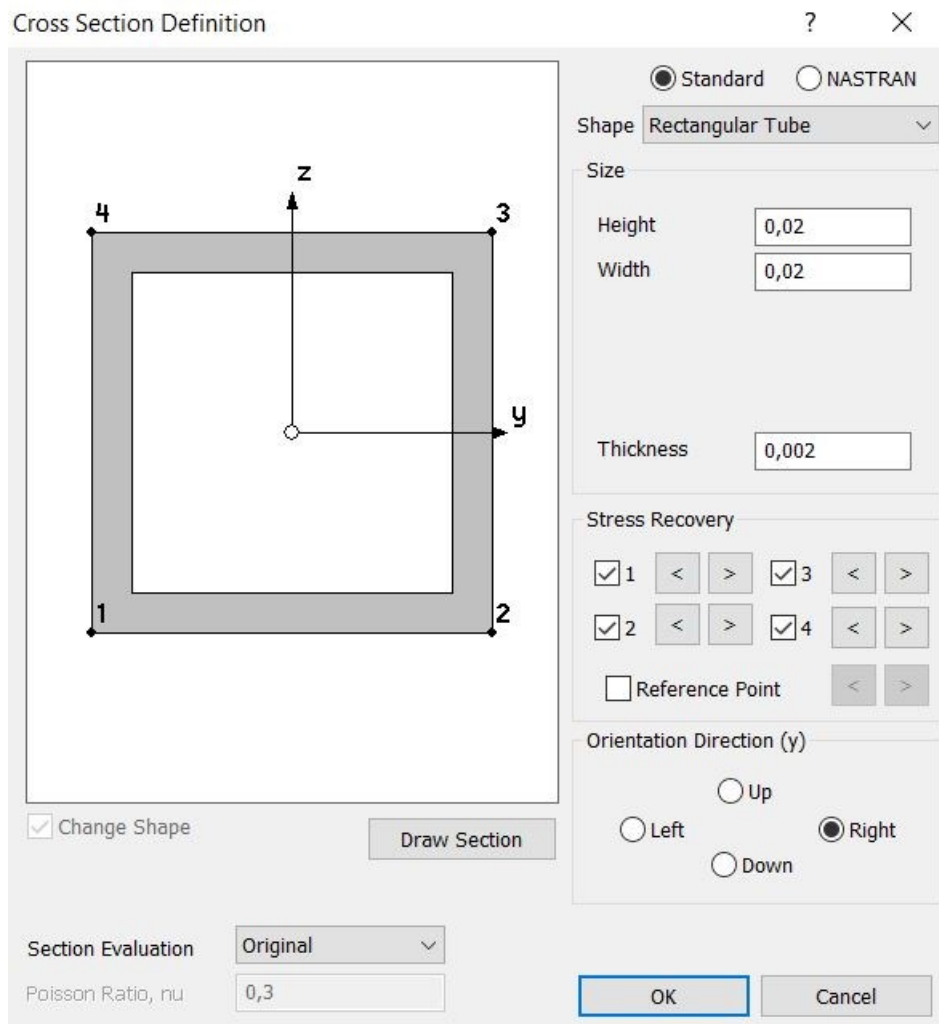 Cross Section Definition ? ×
Standard NASTRAN
Shape Rectangular Tube
Size
Height 0,02
Width 0,02
Thickness 0,002
z
4 3
y
1 2
Stress Recovery
1 < > 3 < >
2 < > 4 < >
Reference Point < >
Orientation Direction (y)
Up
Left Right
Down
Change Shape
Draw Section
Section Evaluation Original
Poisson Ratio, nu 0,3
OK Cancel